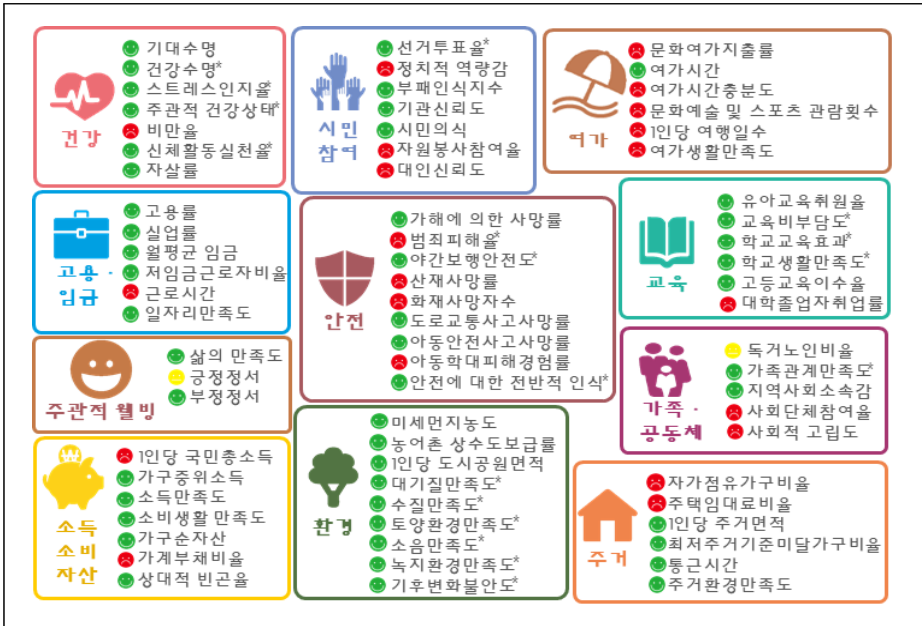 기대수명
건강수명*
스트레스인지율*
주관적 건강상태*
비만율
신체활동실천율*
자살률
건강
선거투표율*
정치적 역량감
부패인식지수
기관신뢰도
시민의식
자원봉사참여율
대인신뢰도
시민
참여
문화여가지출률
여가시간
여가시간충분도
문화예술 및 스포츠 관람횟수
1인당 여행일수
여가생활만족도
여가
고용률
실업률
월평균 임금
저임금근로자비율
근로시간
일자리만족도
고용·
임금
가해에 의한 사망률
범죄피해율*
야간보행안전도*
산재사망률
화재사망자수
도로교통사고사망률
아동안전사고사망률
아동학대피해경험률
안전에 대한 전반적 인식*
안전
유아교육취원율
교육비부담도*
학교교육효과*
학교생활만족도*
고등교육이수율
대학졸업자취업률
교육
삶의 만족도
긍정정서
부정정서
주관적 웰빙
독거노인비율
가족관계만족도*
지역사회소속감
사회단체참여율
사회적 고립도
가족·
공동체
₩
1인당 국민총소득
가구중위소득
소득만족도
소비생활 만족도
가구순자산
가계부채비율
상대적 빈곤율
소득
소비
자산
미세먼지농도
농어촌 상수도보급률
1인당 도시공원면적
대기질만족도*
수질만족도*
토양환경만족도*
소음만족도*
녹지환경만족도*
기후변화불안도*
환경
자가점유가구비율
주택임대료비율
1인당 주거면적
최저주거기준미달가구비율
통근시간
주거환경만족도
주거